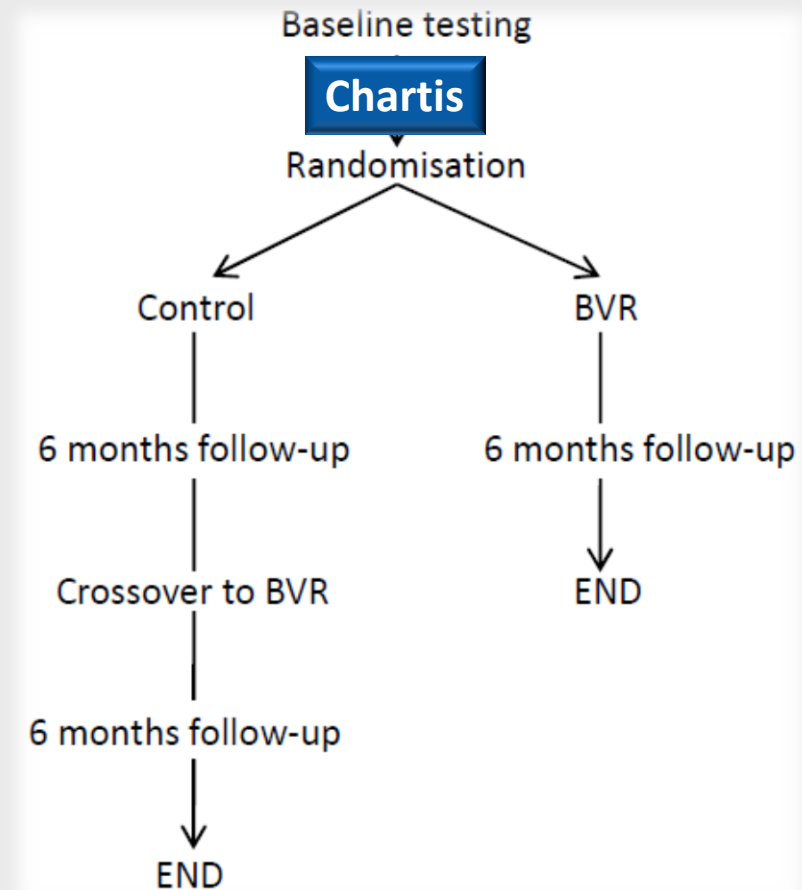 Baseline testing
Chartis
Randomisation
Control BVR
6 months follow-up 6 months follow-up
Crossover to BVR END
6 months follow-up
END